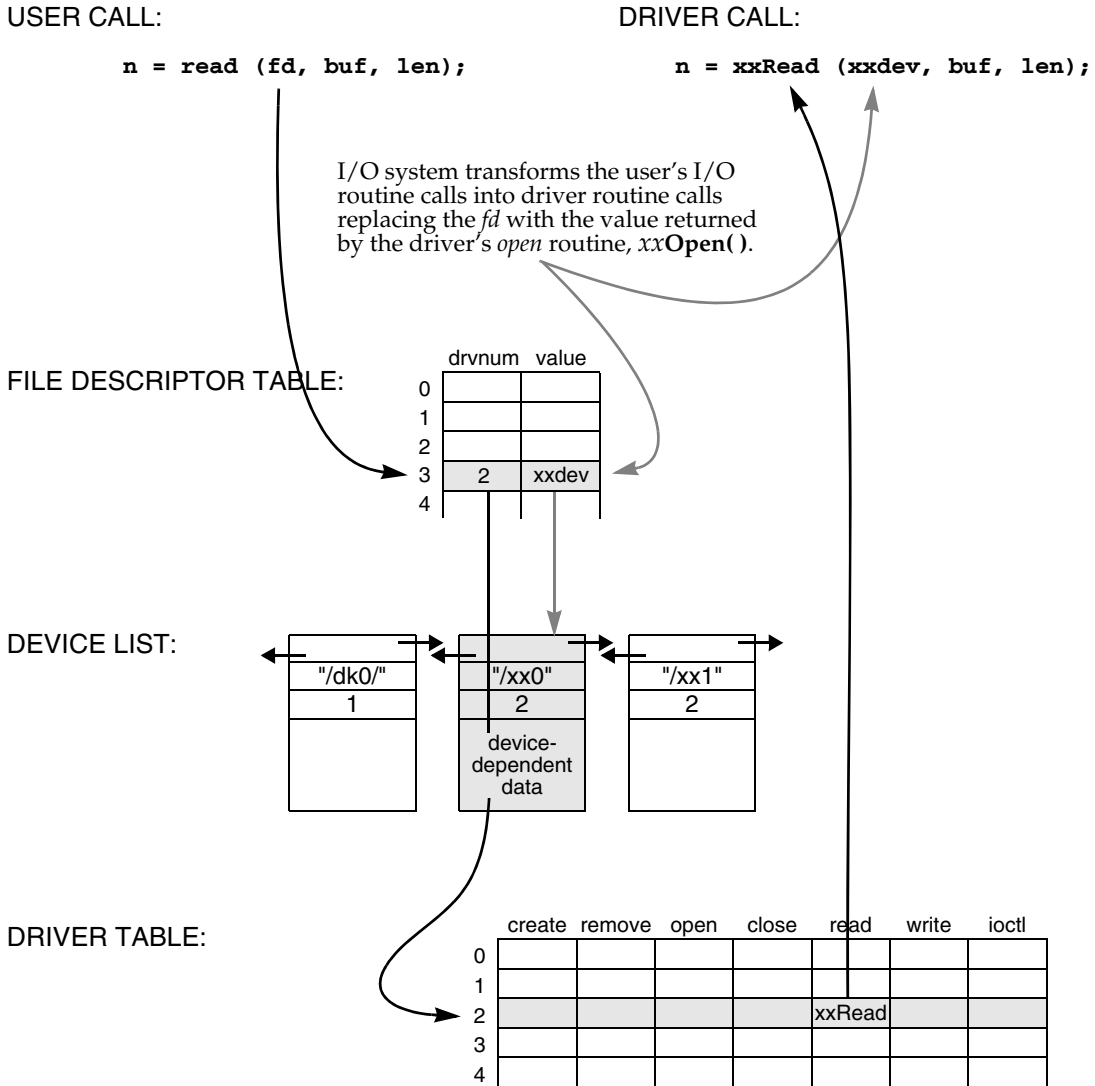 USER CALL: DRIVER CALL:
n = read (fd, buf, len); n = xxRead (xxdev, buf, len);
I/O system transforms the user's I/O
routine calls into driver routine calls
replacing the fd with the value returned
by the driver's open routine, xxOpen( ).
drvnum value
FILE DESCRIPTOR TABLE:
0
1
2
3 2 xxdev
4
DEVICE LIST:
"/dk0/" "/xx0" "/xx1"
1 2 2
device-
dependent
data
DRIVER TABLE:
create remove open close read write ioctl
0
1
2 xxRead
3
4